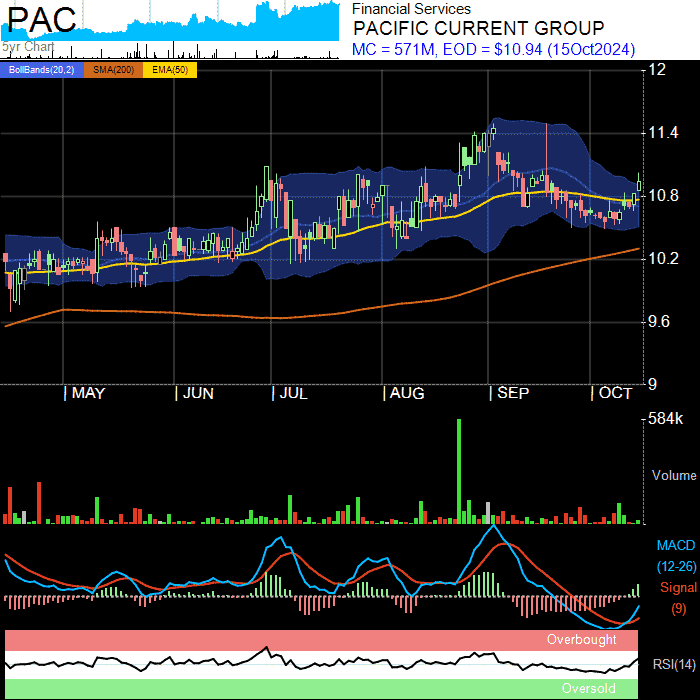 PAC
5yr Chart
Financial Services
PACIFIC CURRENT GROUP
MC = 571M, EOD = $10.94 (15Oct2024)
BollBands(20,2) SMA(200) EMA(50)
12
11.4
10.8
10.2
9.6
9
| MAY | JUN | JUL | AUG | SEP | OCT
584k
Volume
MACD
(12-26)
Signal
(9)
Overbought
RSI(14)
Oversold